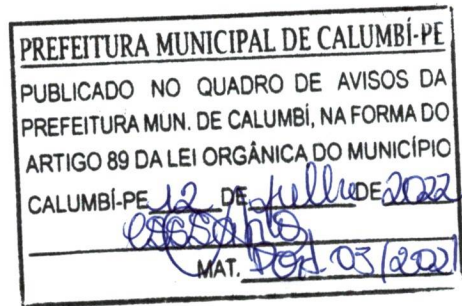 PREFEITURA MUNICIPAL DE CALUMBÍ-PE
PUBLICADO NO QUADRO DE AVISOS DA
PREFEITURA MUN. DE CALUMBÍ, NA FORMA DO
ARTIGO 89 DA LEI ORGÂNICA DO MUNICÍPIO
CALUMBÍ-PE 12 DE Julho DE 2022
MAT. Port 03/2021